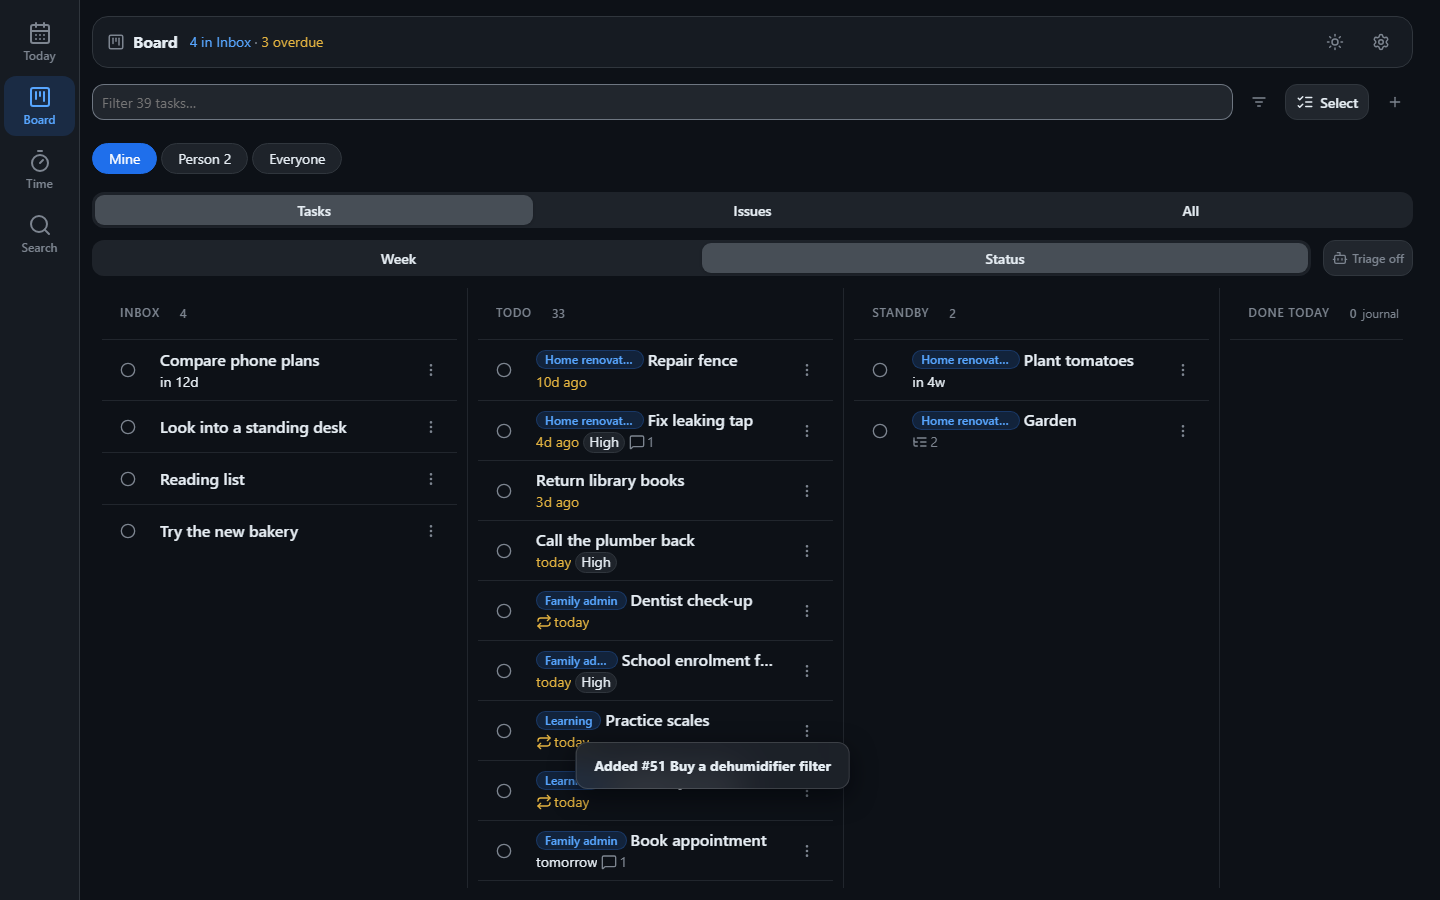 Today
Board
Time
Search
Board 4 in Inbox · 3 overdue
Filter 39 tasks...
Select
Mine
Person 2
Everyone
Tasks
Issues
All
Week
Status
Triage off
INBOX 4
Compare phone plans
in 12d
Look into a standing desk
Reading list
Try the new bakery
TODO 33
Home renovat... Repair fence
10d ago
Home renovat... Fix leaking tap
4d ago High 1
Return library books
3d ago
Call the plumber back
today High
Family admin Dentist check-up
today
Family ad... School enrolment f...
today High
Learning Practice scales
today
Added #51 Buy a dehumidifier filter
today
Family admin Book appointment
tomorrow 1
STANDBY 2
Home renovat... Plant tomatoes
in 4w
Home renovat... Garden
2
DONE TODAY 0 journal